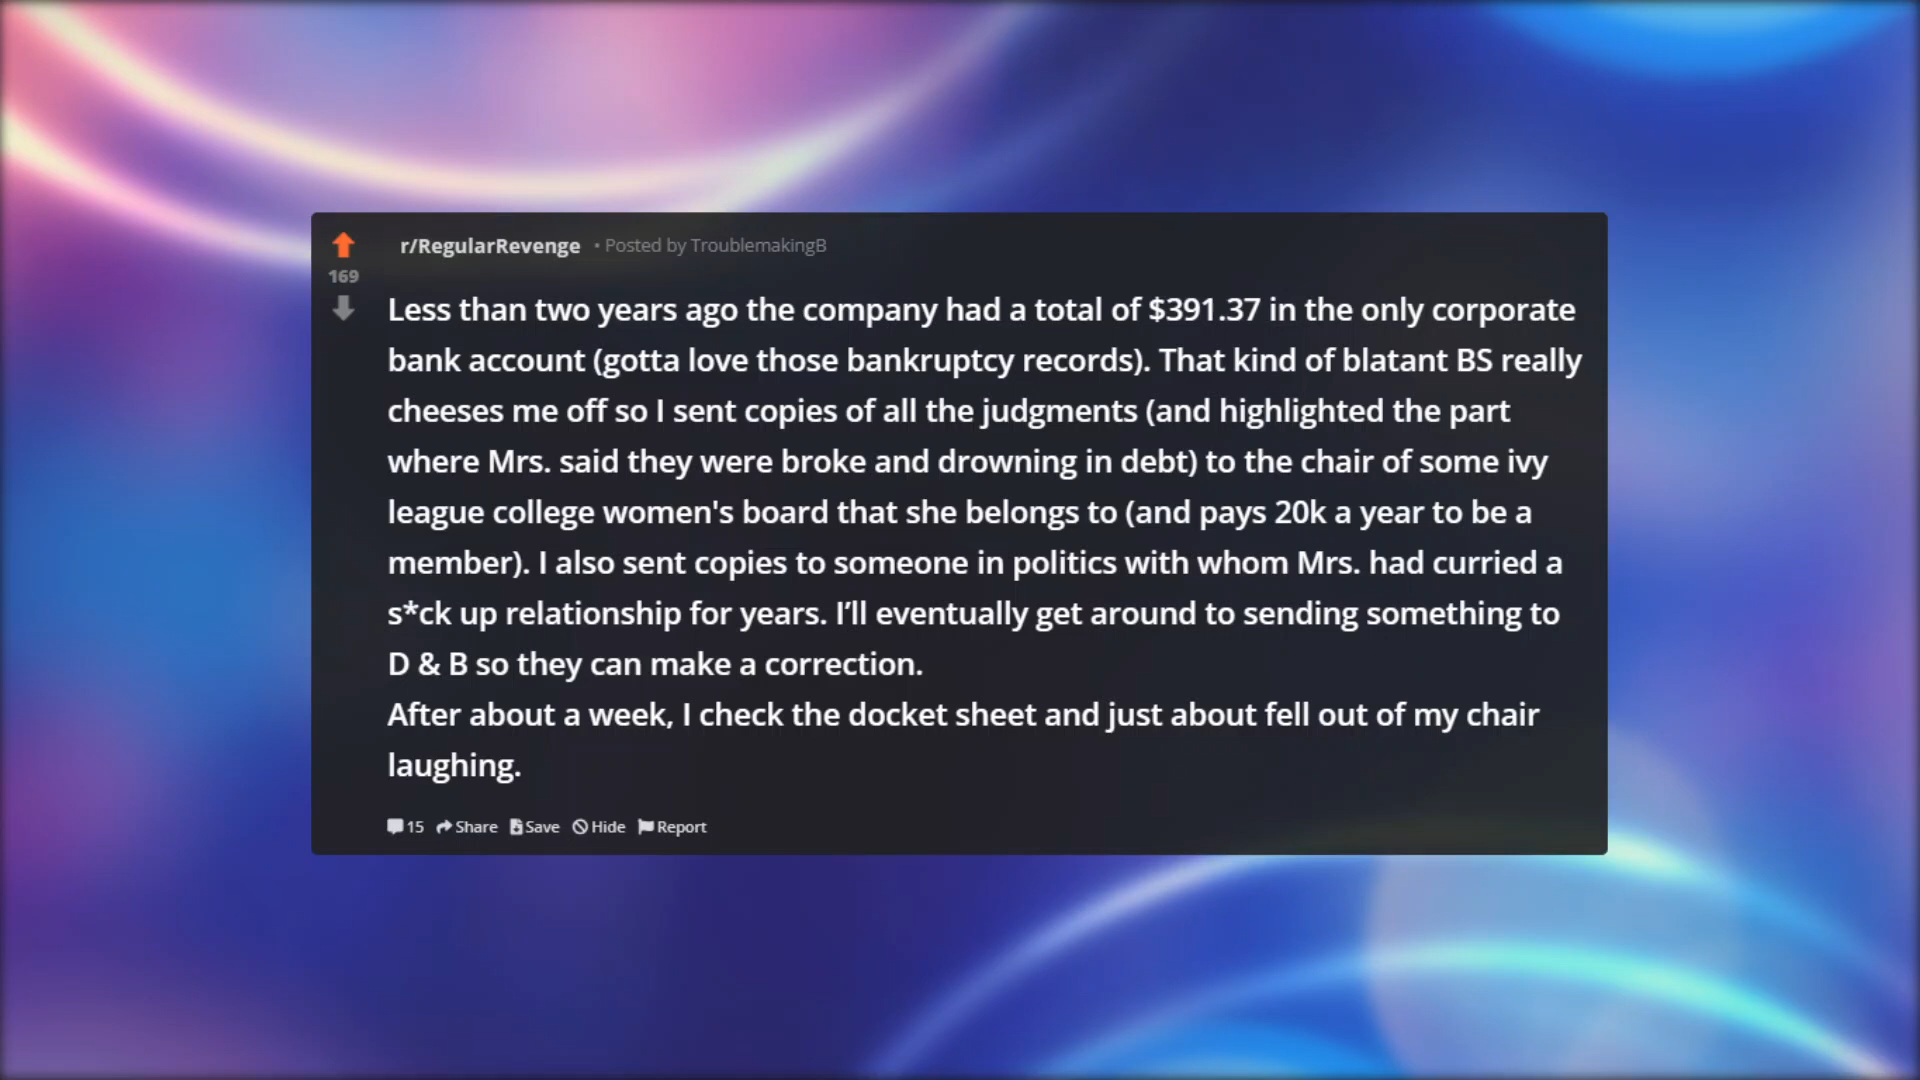 r/RegularRevenge • Posted by TroublemakingB
169
Less than two years ago the company had a total of $391.37 in the only corporate
bank account (gotta love those bankruptcy records). That kind of blatant BS really
cheeses me off so I sent copies of all the judgments (and highlighted the part
where Mrs. said they were broke and drowning in debt) to the chair of some ivy
league college women's board that she belongs to (and pays 20k a year to be a
member). I also sent copies to someone in politics with whom Mrs. had curried a
s*ck up relationship for years. I’ll eventually get around to sending something to
D & B so they can make a correction.
After about a week, I check the docket sheet and just about fell out of my chair
laughing.
15 Share Save Hide Report